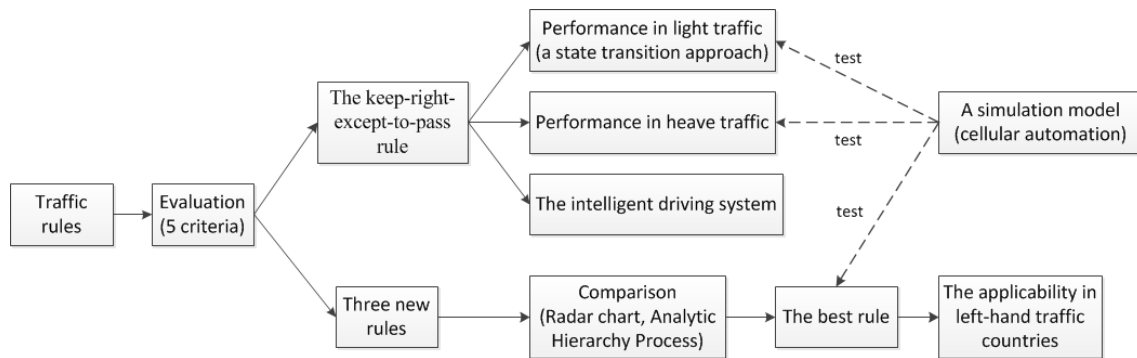 Performance in light traffic
(a state transition approach)
test
The keep-right-
except-to-pass
rule
Performance in heave traffic
test
A simulation model
(cellular automation)
Traffic
rules
Evaluation
(5 criteria)
The intelligent driving system
test
Three new
rules
Comparison
(Radar chart, Analytic
Hierarchy Process)
The best rule
The applicability in
left-hand traffic
countries